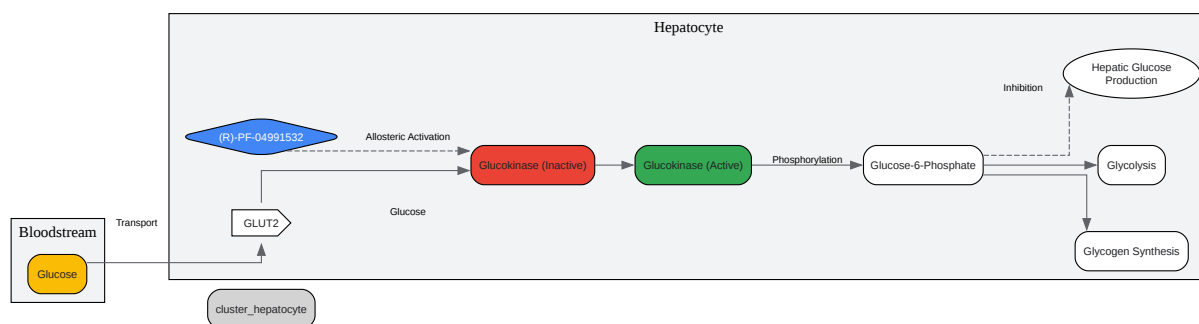 Hepatocyte
Hepatic Glucose
Production
Inhibition
(R)-PF-04991532
Allosteric Activation
Glucokinase (Inactive)
Glucokinase (Active)
Phosphorylation
Glucose-6-Phosphate
Glycolysis
Glucose
GLUT2
Transport
Bloodstream
Glucose
Glycogen Synthesis
cluster_hepatocyte